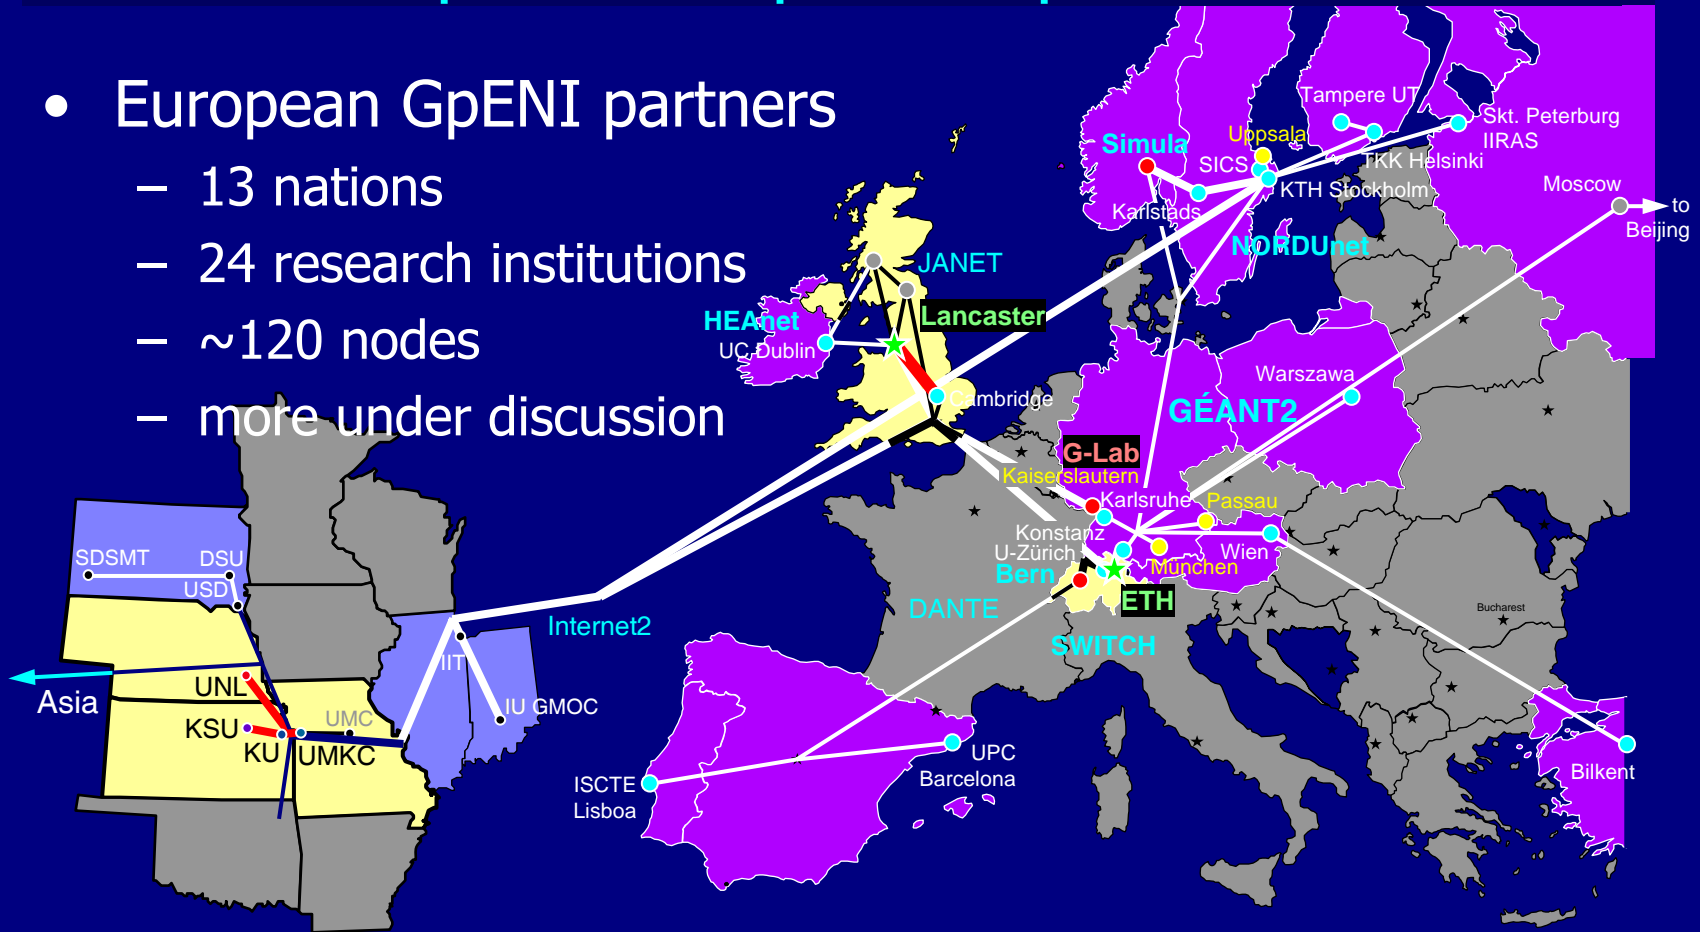 • European GpENI partners
– 13 nations
– 24 research institutions
– ~120 nodes
– more under discussion
Tampere UT
Skt. Peterburg
IIRAS
Uppsala
Simula
SICS
TKK Helsinki
KTH Stockholm
Moscow
to
Beijing
Karlstads
NORDUnet
JANET
HEAnet
Lancaster
UC Dublin
Warszawa
Cambridge
GÉANT2
G-Lab
Kaiserslautern
Karlsruhe
Passau
Konstanz
U-Zürich
Wien
München
Bern
ETH
DANTE
SWITCH
Bucharest
SDSMT
DSU
USD
Internet2
IIT
Asia
UNL
IU GMOC
KSU
UMC
KU
UMKC
ISCTE
Lisboa
UPC
Barcelona
Bilkent